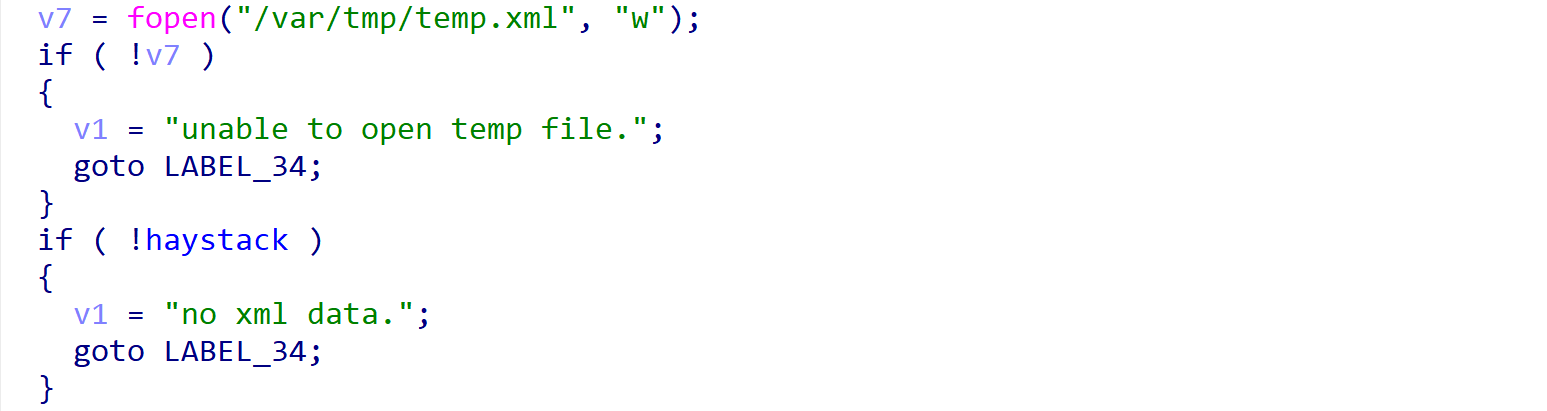 v7 = fopen("/var/tmp/temp.xml", "w");
if ( !v7 )
{
v1 = "unable to open temp file.";
goto LABEL_34;
}
if ( !haystack )
{
v1 = "no xml data.";
goto LABEL_34;
}